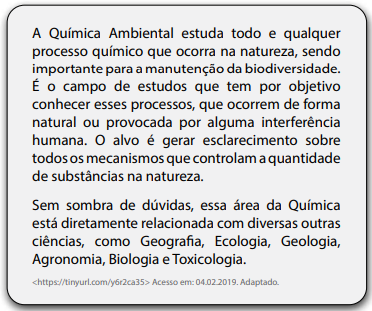 A Química Ambiental estuda todo e qualquer
processo químico que ocorra na natureza, sendo
importante para a manutenção da biodiversidade.
É o campo de estudos que tem por objetivo
conhecer esses processos, que ocorrem de forma
natural ou provocada por alguma interferência
humana. O alvo é gerar esclarecimento sobre
todos os mecanismos que controlam a quantidade
de substâncias na natureza.
Sem sombra de dúvidas, essa área da Química
está diretamente relacionada com diversas outras
ciências, como Geografia, Ecologia, Geologia,
Agronomia, Biologia e Toxicologia.
<https://tinyurl.com/y6r2ca35> Acesso em: 04.02.2019. Adaptado.